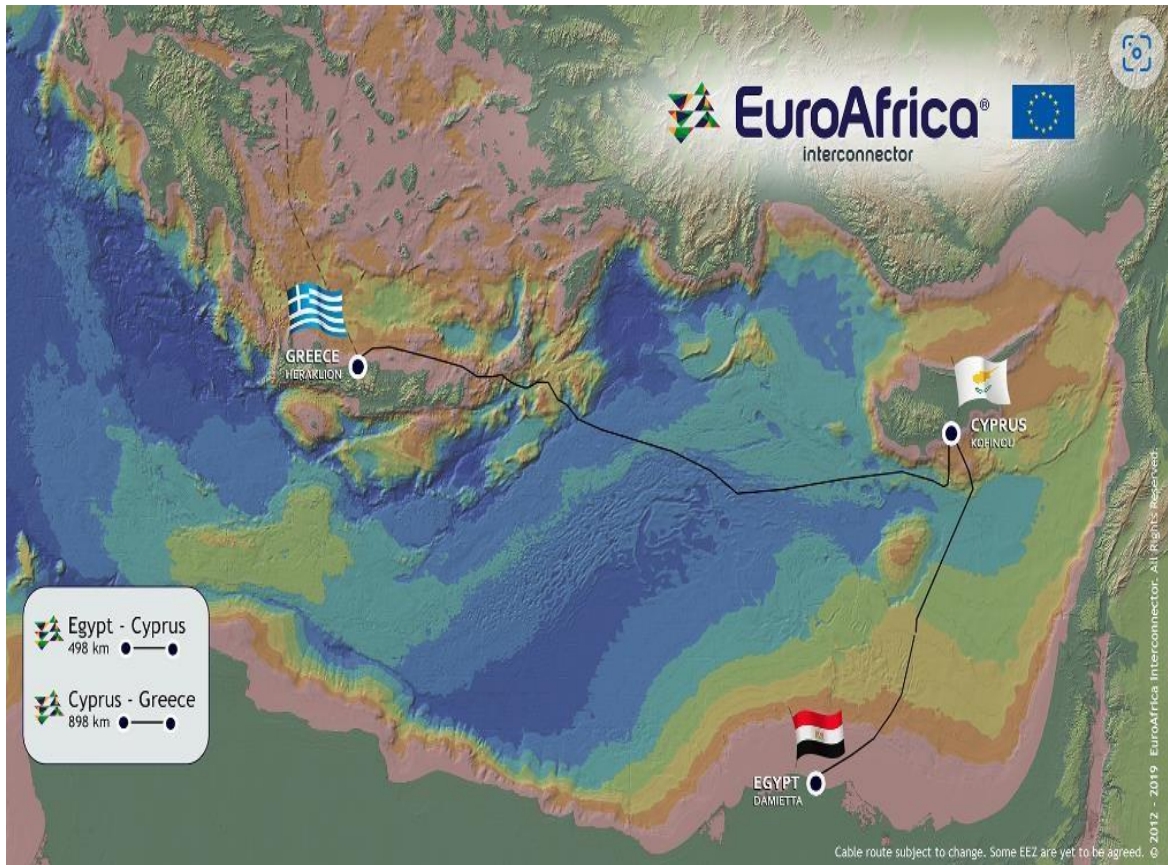 EuroAfrica®
interconnector
GREECE
HERAKLION
CYPRUS
KOFINOU
Egypt - Cyprus
498 km
Cyprus - Greece
898 km
EGYPT
DAMIETTA
Cable route subject to change. Some EEZ are yet to be agreed.
© 2012 - 2019 EuroAfrica Interconnector. All Rights Reserved.